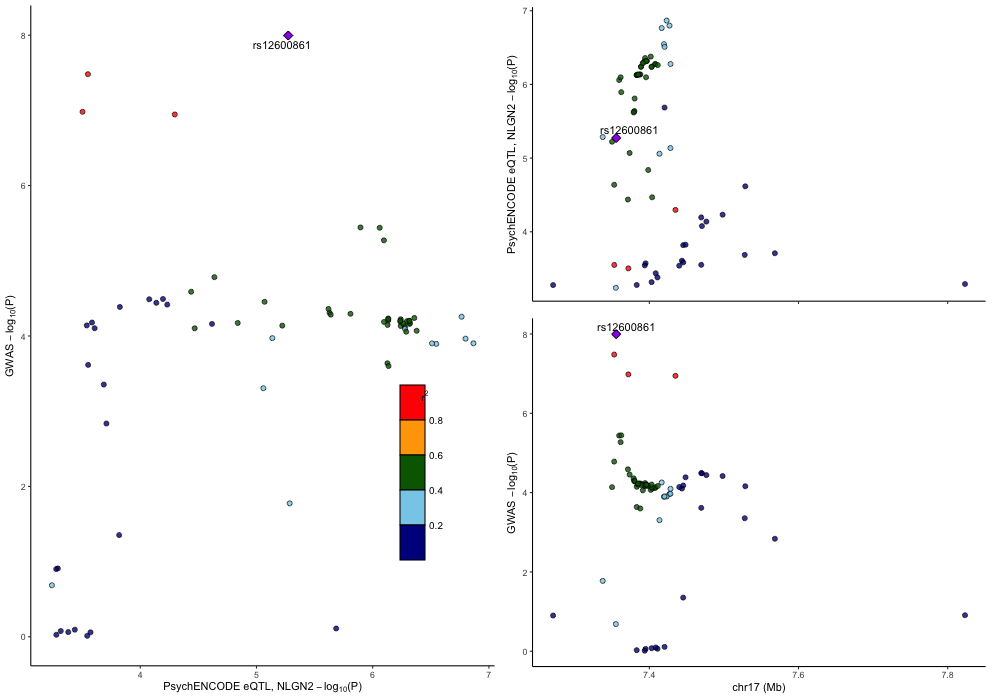 8
6
4
2
0
GWAS − log10(P)
rs12600861
r2
0.8
0.6
0.4
0.2
4
5
6
7
PsychENCODE eQTL, NLGN2 − log10(P)
7
6
5
4
PsychENCODE eQTL, NLGN2 − log10(P)
rs12600861
8
6
4
2
0
GWAS − log10(P)
rs12600861
7.4
7.6
7.8
chr17 (Mb)